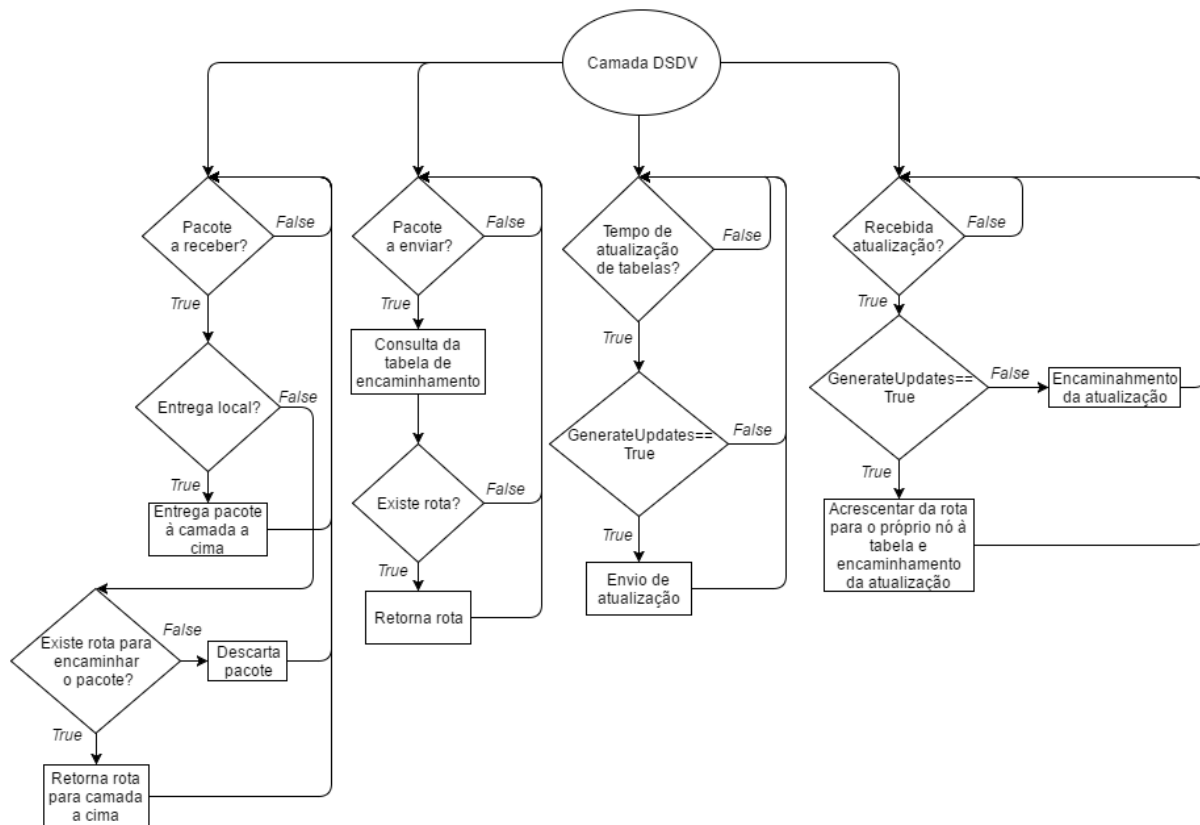 Camada DSDV
Pacote
a receber?
False
True
Entrega local?
False
True
Entrega pacote
à camada a
cima
Existe rota para
encaminhar
o pacote?
False
Descarta
pacote
True
Retorna rota
para camada
a cima
Pacote
a enviar?
False
True
Consulta da
tabela de
encaminhamento
Existe rota?
False
True
Retorna rota
Tempo de
atualização
de tabelas?
False
True
GenerateUpdates==
True
False
True
Envio de
atualização
Recebida
atualização?
False
True
GenerateUpdates==
True
False
Encaminahmento
da atualização
True
Acrescentar da rota
para o próprio nó à
tabela e
encaminhamento
da atualização